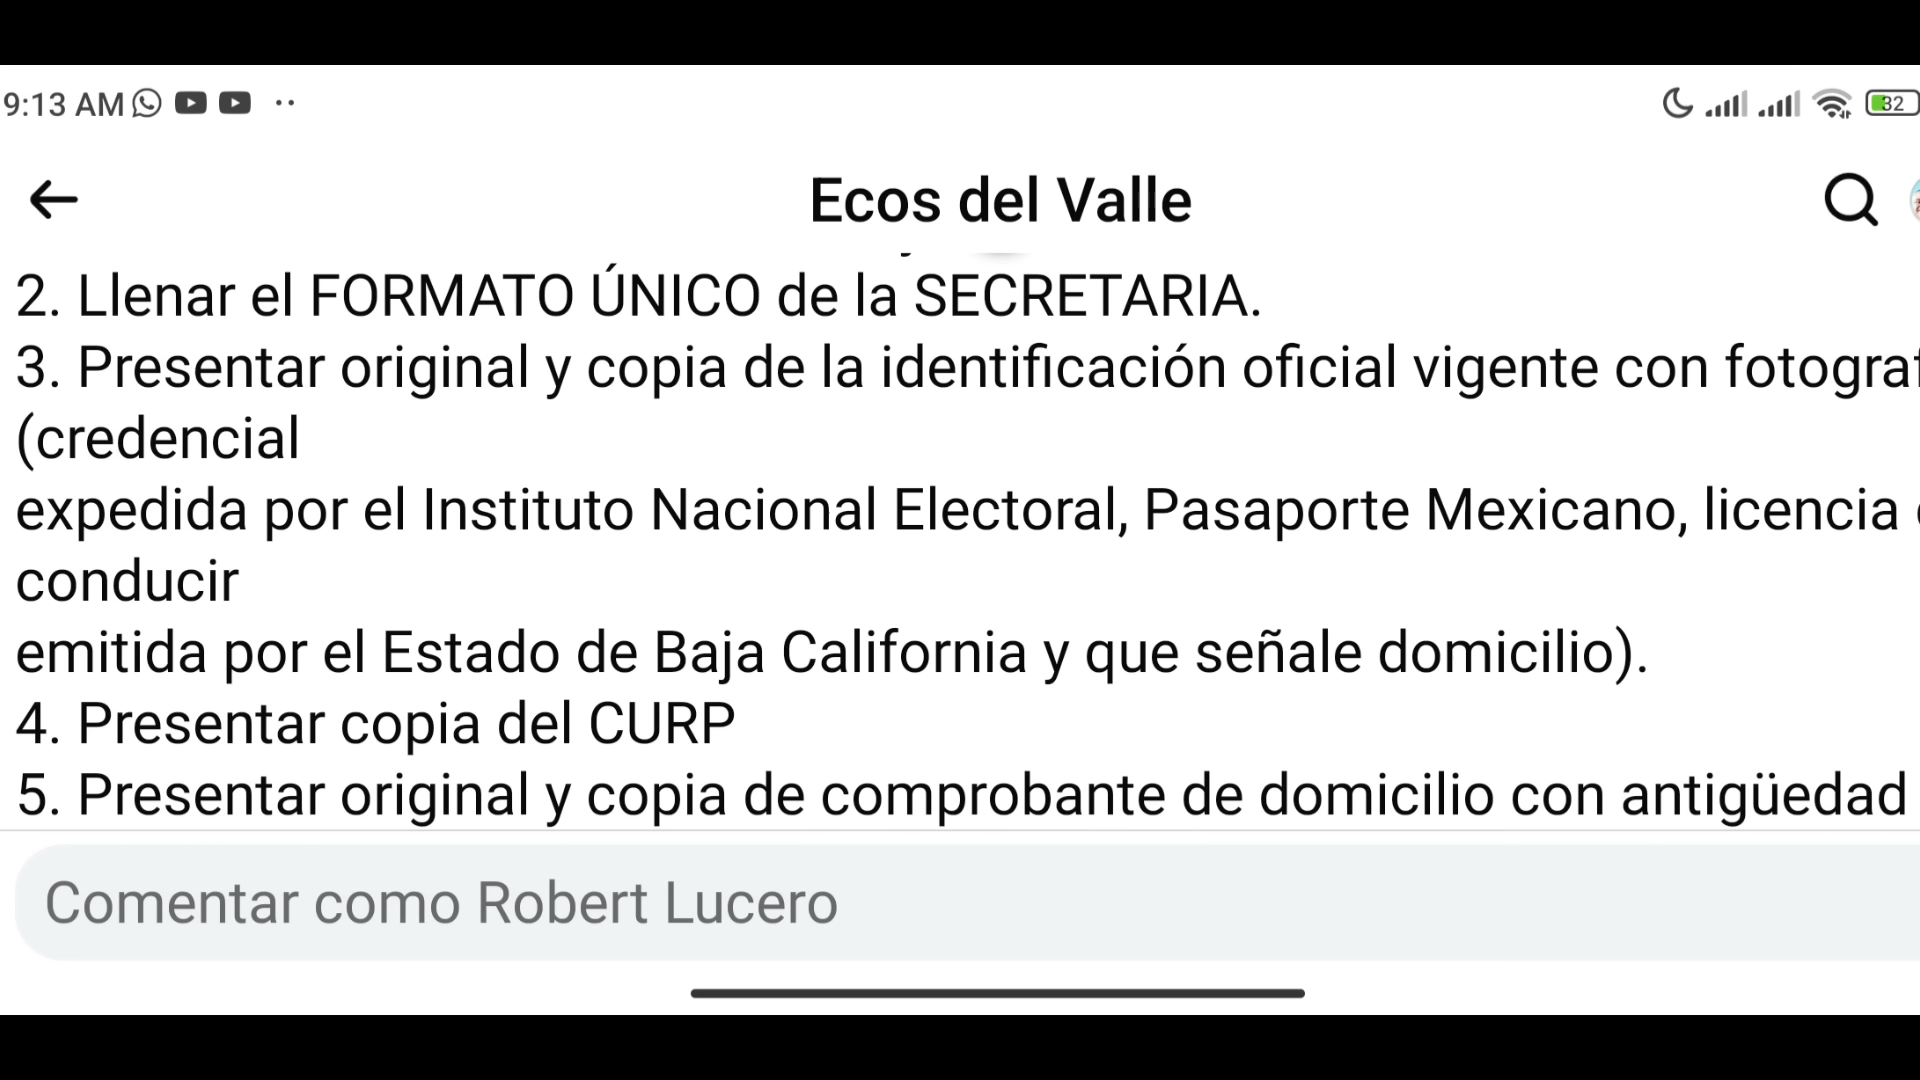 9:13 AM
32
Ecos del Valle
2. Llenar el FORMATO ÚNICO de la SECRETARIA.
3. Presentar original y copia de la identificación oficial vigente con
(credencial
expedida por el Instituto Nacional Electoral, Pasaporte Mexicano, licencia
conducir
emitida por el Estado de Baja California y que señale domicilio).
4. Presentar copia del CURP
5. Presentar original y copia de comprobante de domicilio con antigüedad
Comentar como Robert Lucero